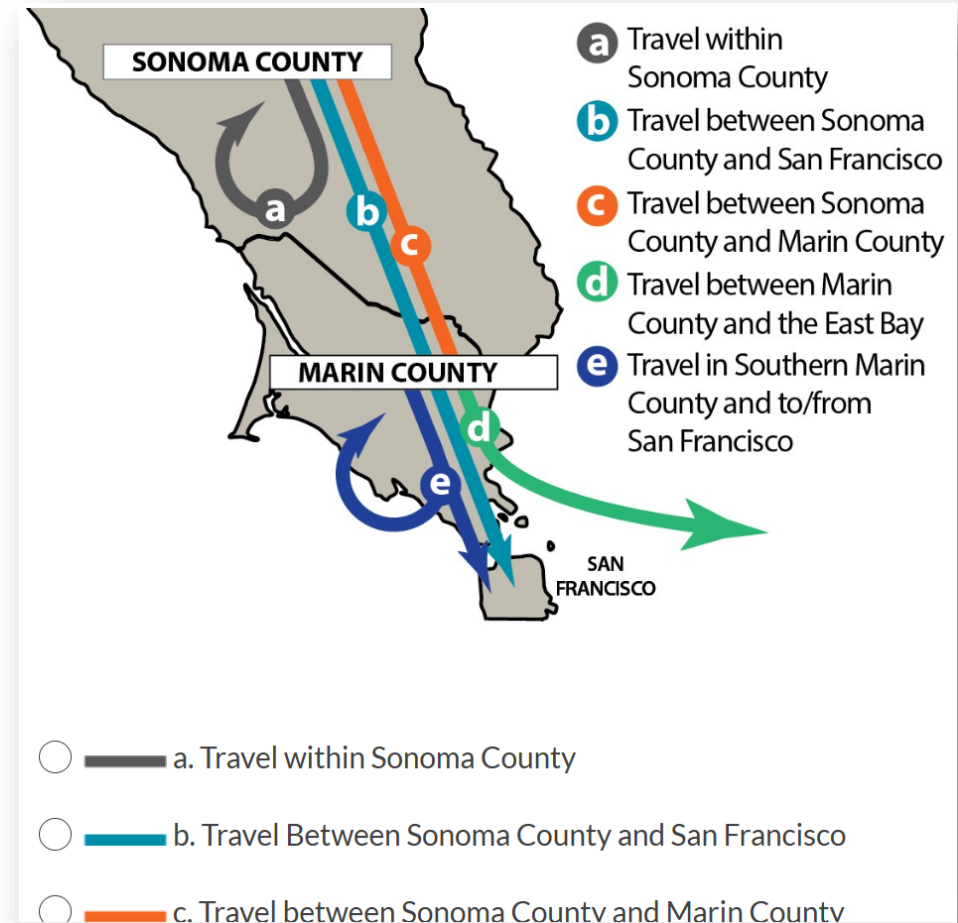 SONOMA COUNTY
a Travel within
Sonoma County
b Travel between Sonoma
County and San Francisco
c Travel between Sonoma
County and Marin County
d Travel between Marin
County and the East Bay
e Travel in Southern Marin
County and to/from
San Francisco
a
b
c
MARIN COUNTY
d
e
SAN
FRANCISCO
a. Travel within Sonoma County
b. Travel Between Sonoma County and San Francisco
c. Travel between Sonoma County and Marin County